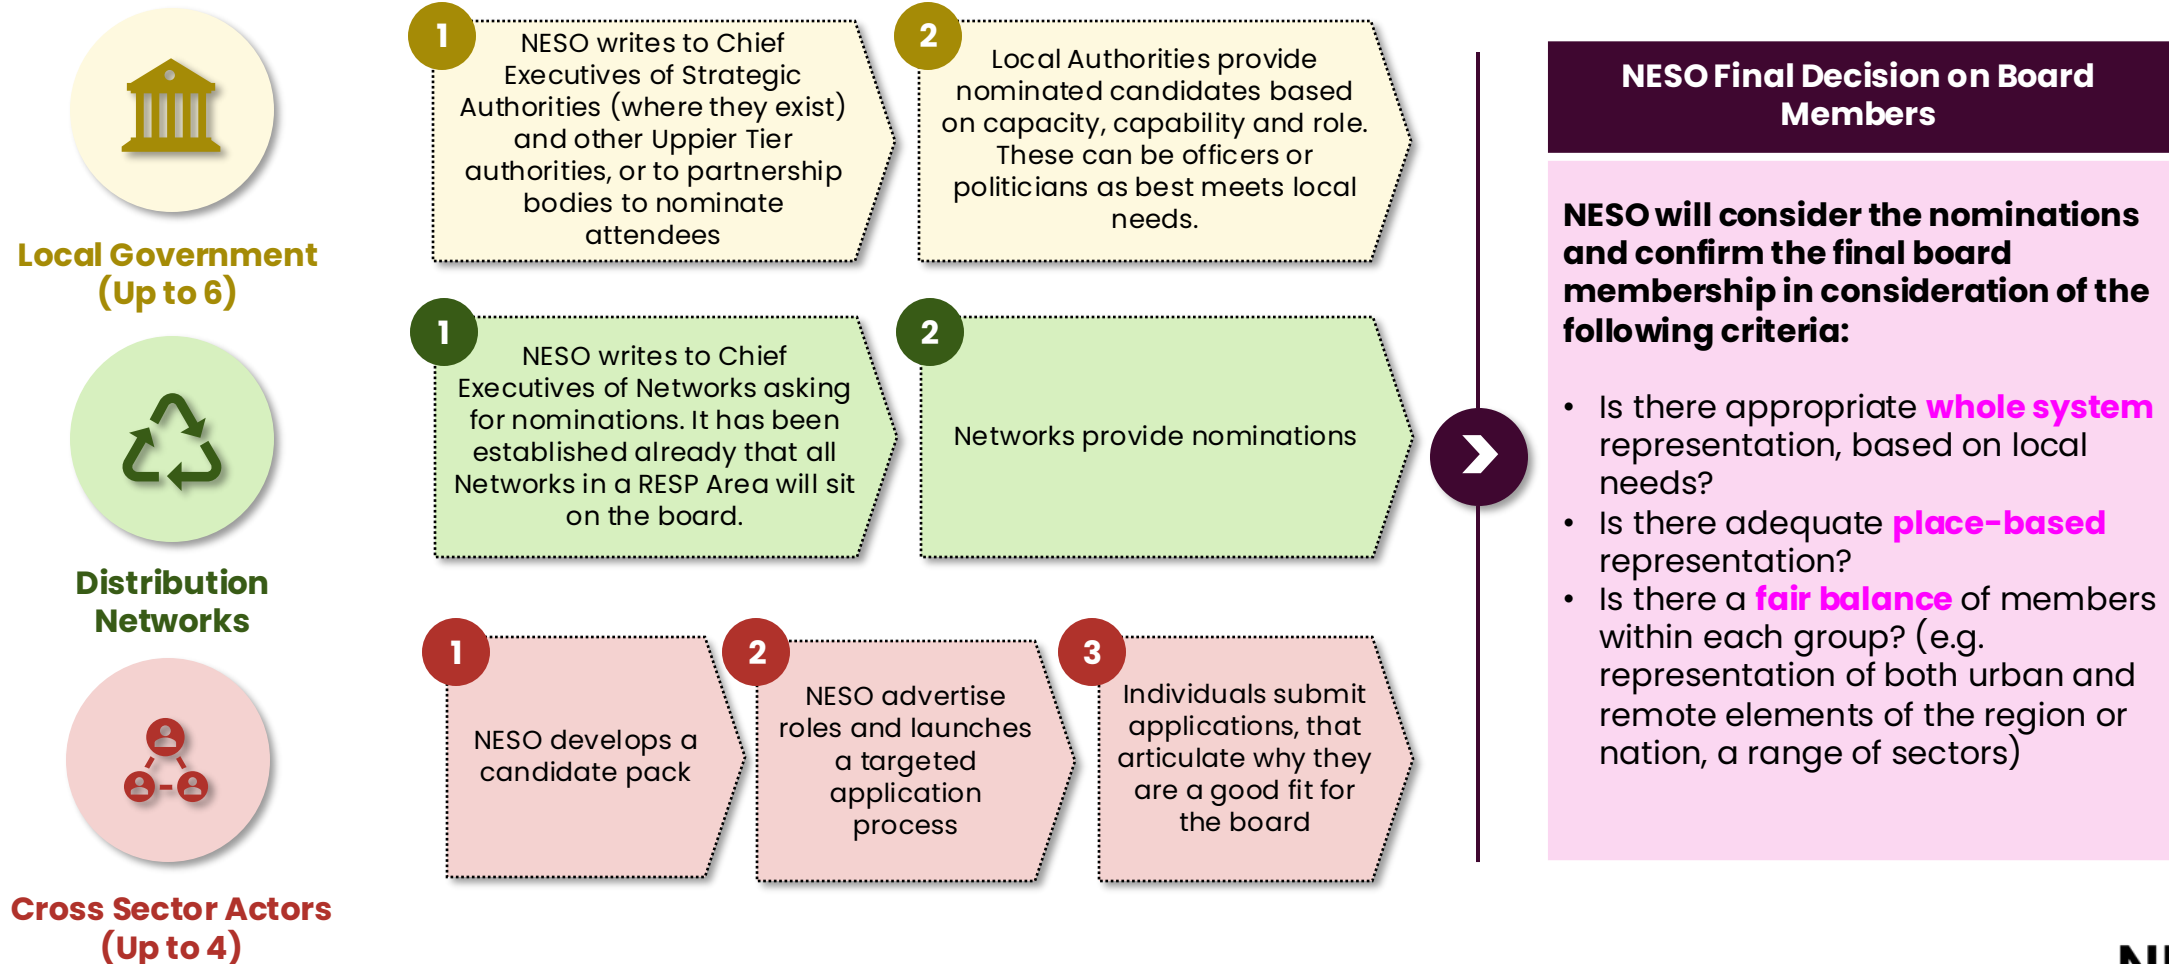 Local Government
(Up to 6)
1
NESO writes to Chief
Executives of Strategic
Authorities (where they exist)
and other Uppier Tier
authorities, or to partnership
bodies to nominate
attendees
2
Local Authorities provide
nominated candidates based
on capacity, capability and role.
These can be officers or
politicians as best meets local
needs.
Distribution
Networks
1
NESO writes to Chief
Executives of Networks asking
for nominations. It has been
established already that all
Networks in a RESP Area will sit
on the board.
2
Networks provide nominations
Cross Sector Actors
(Up to 4)
1
NESO develops a
candidate pack
2
NESO advertise
roles and launches
a targeted
application
process
3
Individuals submit
applications, that
articulate why they
are a good fit for
the board
NESO Final Decision on Board
Members
NESO will consider the nominations
and confirm the final board
membership in consideration of the
following criteria:
• Is there appropriate whole system
representation, based on local
needs?
• Is there adequate place-based
representation?
• Is there a fair balance of members
within each group? (e.g.
representation of both urban and
remote elements of the region or
nation, a range of sectors)